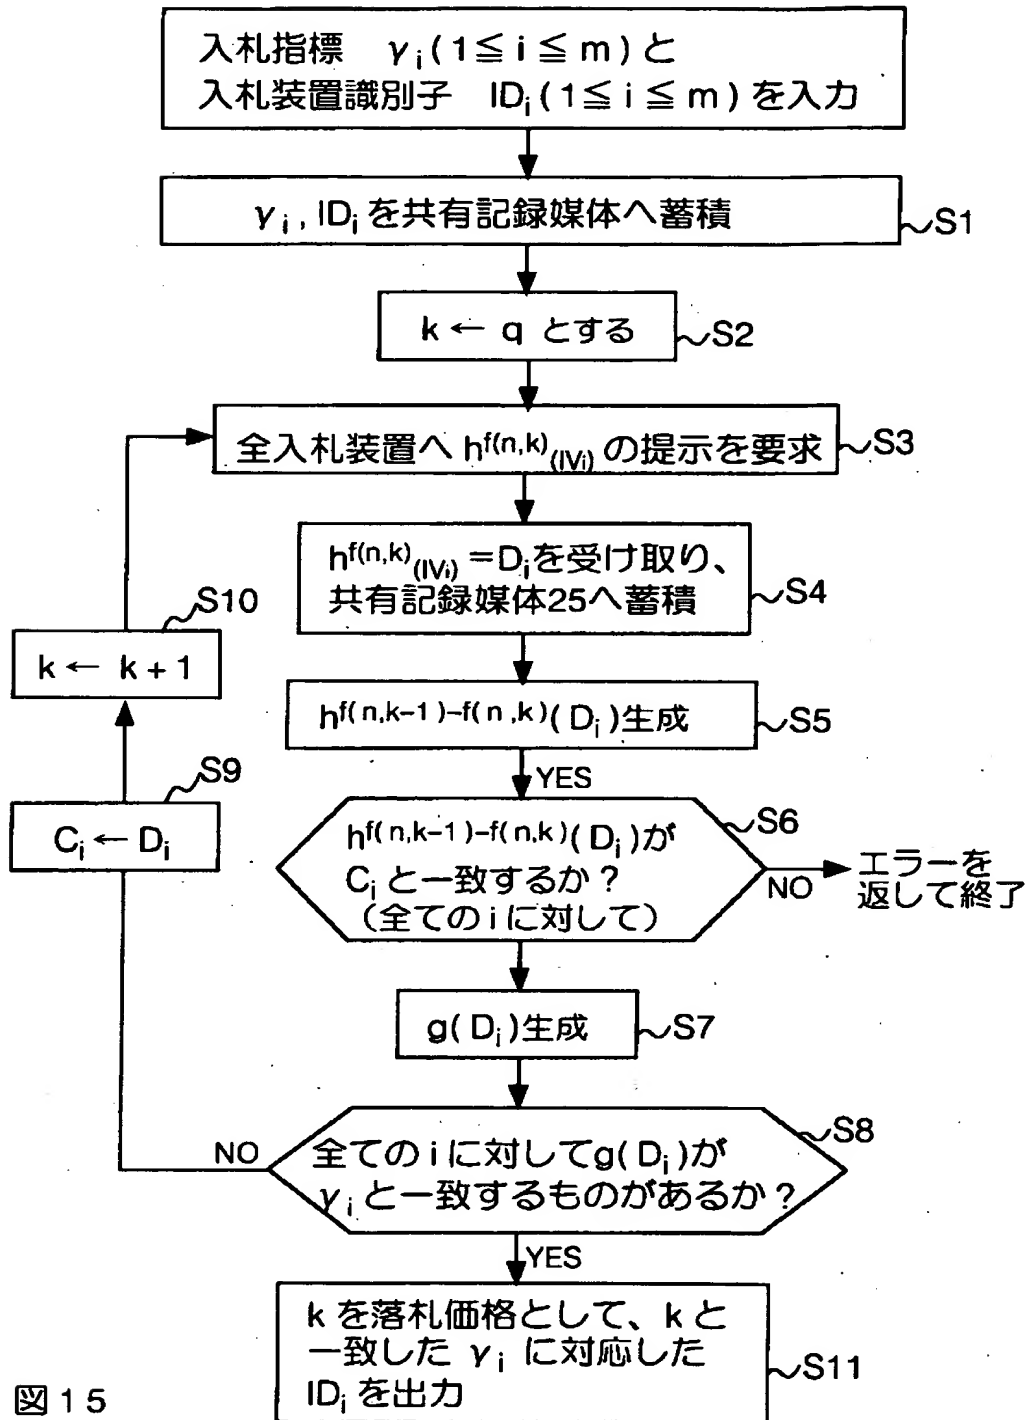 入札指標 γi(1≦i≦m)と
入札装置識別子 IDi(1≦i≦m)を入力
γi,IDiを共有記録媒体へ蓄積
S1
k ← q とする
S2
全入札装置へ h^f(n,k)(IVi) の提示を要求
S3
h^f(n,k)(IVi)=Diを受け取り、
共有記録媒体25へ蓄積
S4
S10
k ← k+1
h^f(n,k-1)-f(n,k)(Di)生成
S5
YES
S9
Ci ← Di
h^f(n,k-1)-f(n,k)(Di)が
Ciと一致するか?
(全てのiに対して)
S6
NO
エラーを
返して終了
g(Di)生成
S7
NO
全てのiに対してg(Di)が
γiと一致するものがあるか?
S8
YES
kを落札価格として、kと
一致した γi に対応した
IDiを出力
S11
図15